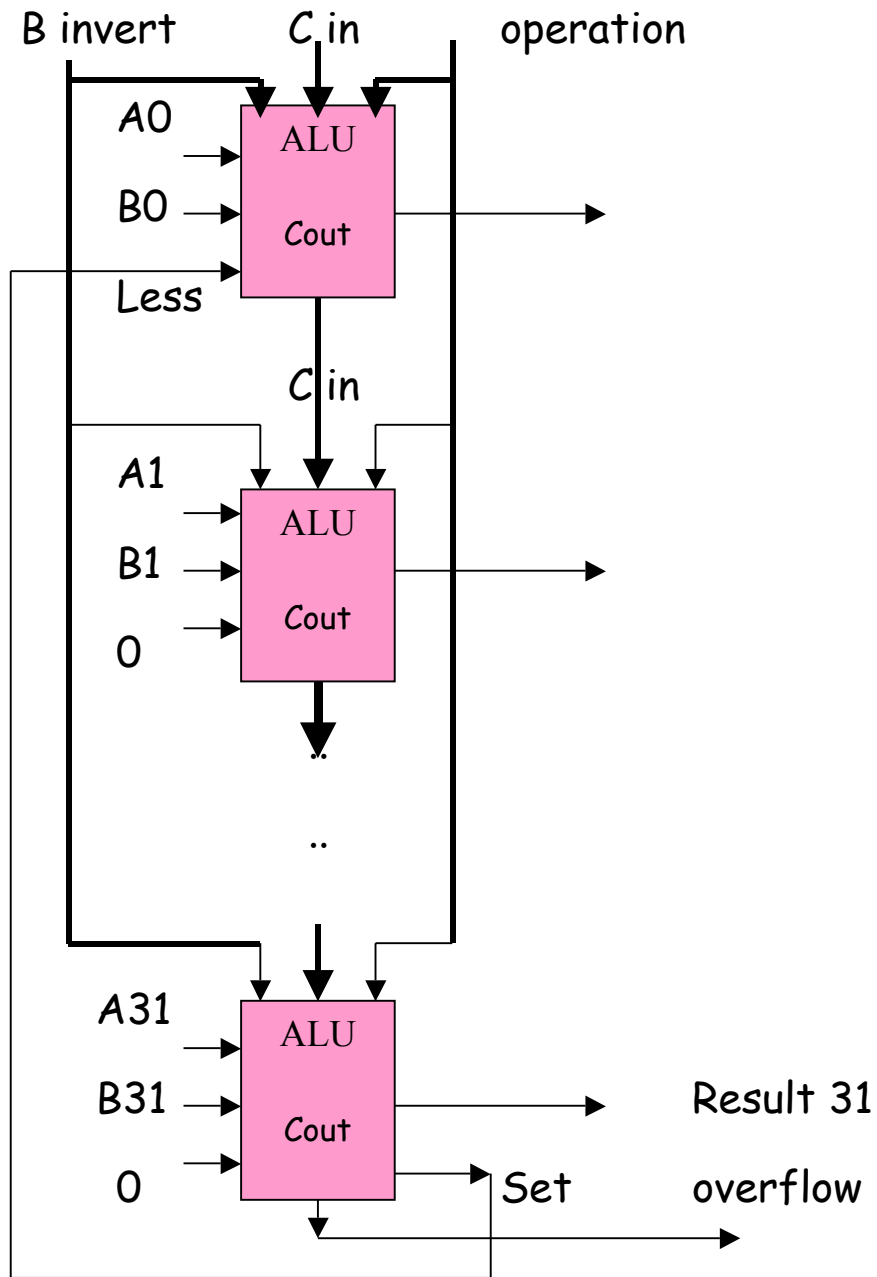 B invert C in operation
A0
ALU
B0
Cout
Less
C in
A1
ALU
B1
Cout
0
..
..
A31
ALU
B31
Cout
Result 31
0
Set
overflow